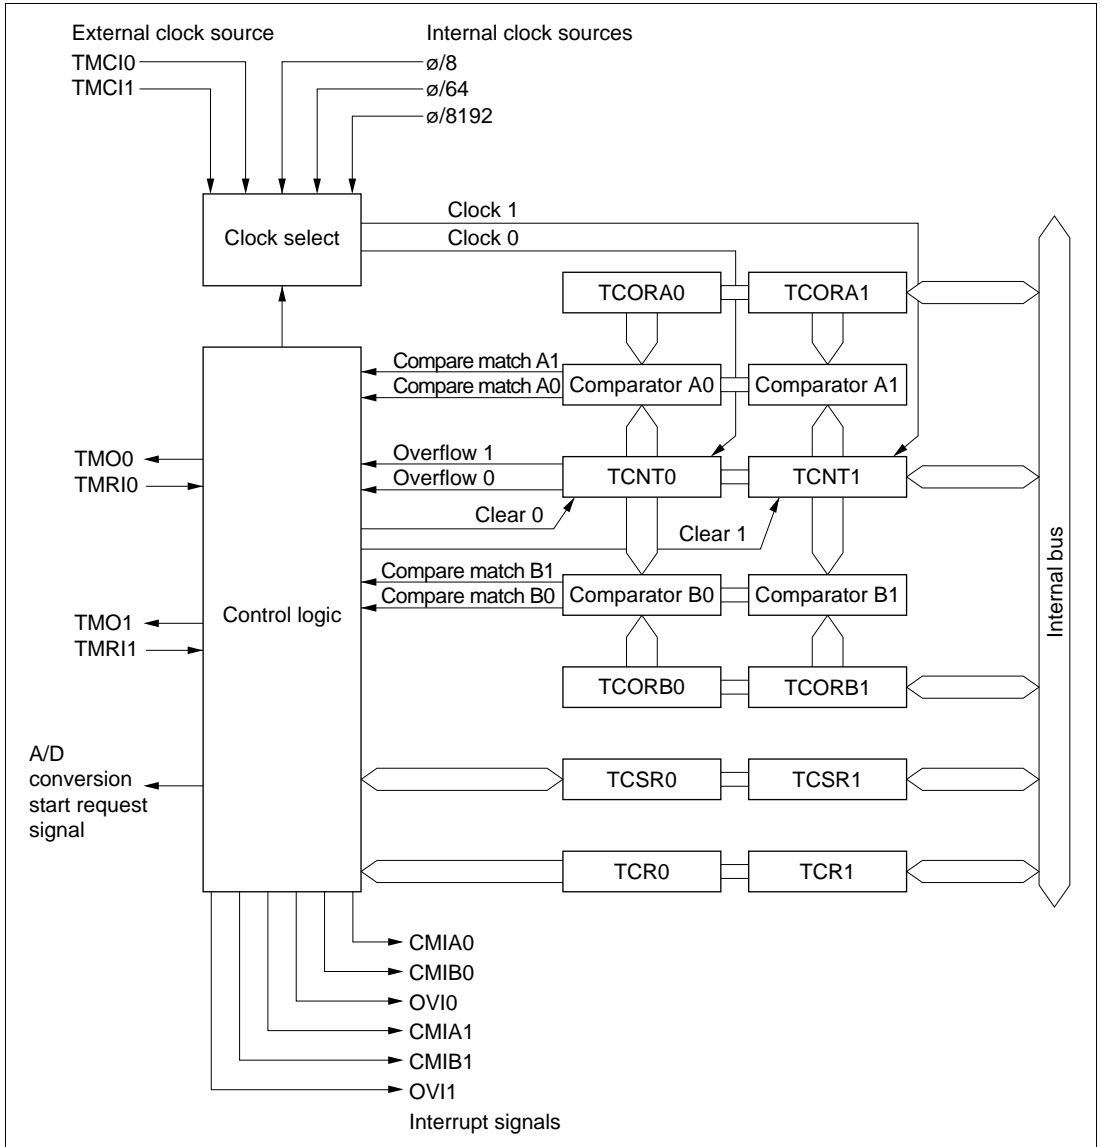 External clock source
Internal clock sources
TMCI0
ø/8
TMCI1
ø/64
ø/8192
Clock 1
Clock select
Clock 0
TCORA0
TCORA1
Compare match A1
Compare match A0
Comparator A0
Comparator A1
TMO0
Overflow 1
TMRI0
Overflow 0
TCNT0
TCNT1
Clear 0
Clear 1
Internal bus
Compare match B1
Compare match B0
Comparator B0
Comparator B1
Control logic
TMO1
TMRI1
TCORB0
TCORB1
A/D
conversion
start request
signal
TCSR0
TCSR1
TCR0
TCR1
CMIA0
CMIB0
OVI0
CMIA1
CMIB1
OVI1
Interrupt signals